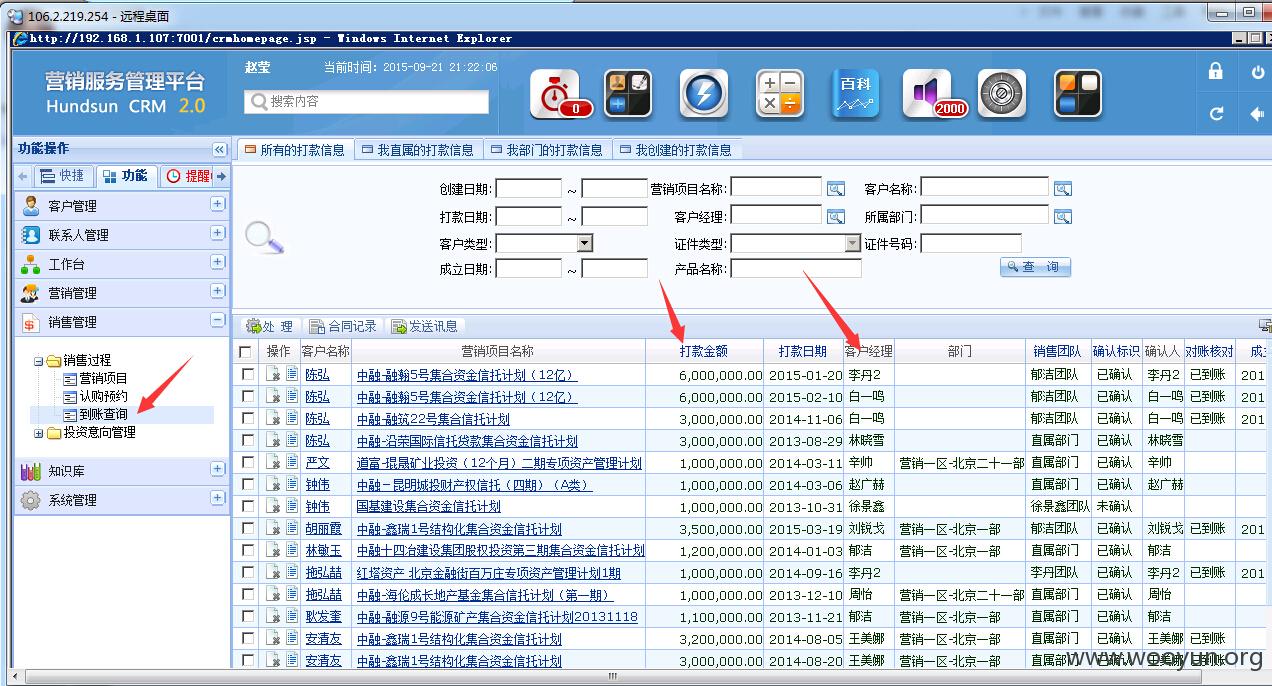 106.2.219.254 - 远程桌面
http://192.168.1.107:7001/crmhomepage.jsp - Windows Internet Explorer
营销服务管理平台
Hundsun CRM 2.0
赵莹 当前时间: 2015-09-21 21:22:06
搜索内容
0
百科
2000
功能操作
快捷 功能 提醒
客户管理
联系人管理
工作台
营销管理
销售管理
销售过程
营销项目
认购预约
到账查询
投资意向管理
知识库
系统管理
所有的打款信息 我直属的打款信息 我部门的打款信息 我创建的打款信息
创建日期: ~ 营销项目名称: 客户名称:
打款日期: ~ 客户经理: 所属部门:
客户类型: 证件类型: 证件号码:
成立日期: ~ 产品名称: 查 询
处 理 合同记录 发送讯息
操作 客户名称 营销项目名称 打款金额 打款日期 客户经理 部门 销售团队 确认标识 确认人 对账核对 成
陈弘 中融-融瀚5号集合资金信托计划（12亿） 6,000,000.00 2015-01-20 李丹2 郁洁团队 已确认 李丹2 已到账 201
陈弘 中融-融瀚5号集合资金信托计划（12亿） 6,000,000.00 2015-02-10 白一鸣 郁洁团队 已确认 白一鸣 已到账 201
陈弘 中融-融筑22号集合资金信托计划 3,000,000.00 2014-11-06 白一鸣 郁洁团队 已确认 白一鸣 已到账 201
陈弘 中融-沿荣国际信托贷款集合资金信托计划 3,000,000.00 2013-08-29 林晓雪 直属部门 已确认 林晓雪
严文 道富-琨晟矿业投资（12个月）二期专项资产管理计划 1,000,000.00 2014-03-11 辛帅 营销一区-北京二十一部 直属部门 已确认 辛帅
钟伟 中融－昆明城投财产权信托（四期）（A类） 1,000,000.00 2014-03-06 赵广赫 直属部门 已确认 赵广赫
钟伟 国基建设集合资金信托计划 1,000,000.00 2013-10-31 徐景鑫 徐景鑫团队 未确认
胡丽霞 中融-鑫瑞1号结构化集合资金信托计划 3,500,000.00 2015-03-19 刘锐戈 营销一区-北京一部 郁洁团队 已确认 刘锐戈 已到账 201
林敏玉 中融十四冶建设集团股权投资第三期集合资金信托计划 1,200,000.00 2014-01-03 郁洁 营销一区-北京一部 直属部门 已确认 郁洁
施弘喆 红塔资产 北京金融街百万庄专项资产管理计划1期 1,000,000.00 2014-09-16 李丹2 李丹团队 已确认 李丹2 已到账 201
施弘喆 中融-海伦成长地产基金集合信托计划（第一期） 1,000,000.00 2013-12-10 周怡 营销一区-北京二十一部 直属部门 已确认 周怡
耿发奎 中融-融源9号能源矿产集合资金信托计划20131118 1,100,000.00 2013-11-21 郁洁 营销一区-北京一部 直属部门 已确认 郁洁
安清友 中融-鑫瑞1号结构化集合资金信托计划 3,200,000.00 2014-08-05 王美娜 营销一区-北京一部 直属部门 已确认 王美娜 已到账
安清友 中融-鑫瑞1号结构化集合资金信托计划 3,000,000.00 2014-08-20 王美娜 营销一区-北京一部 直属部门 已确认 王美娜 已到账
www.wooyun.org